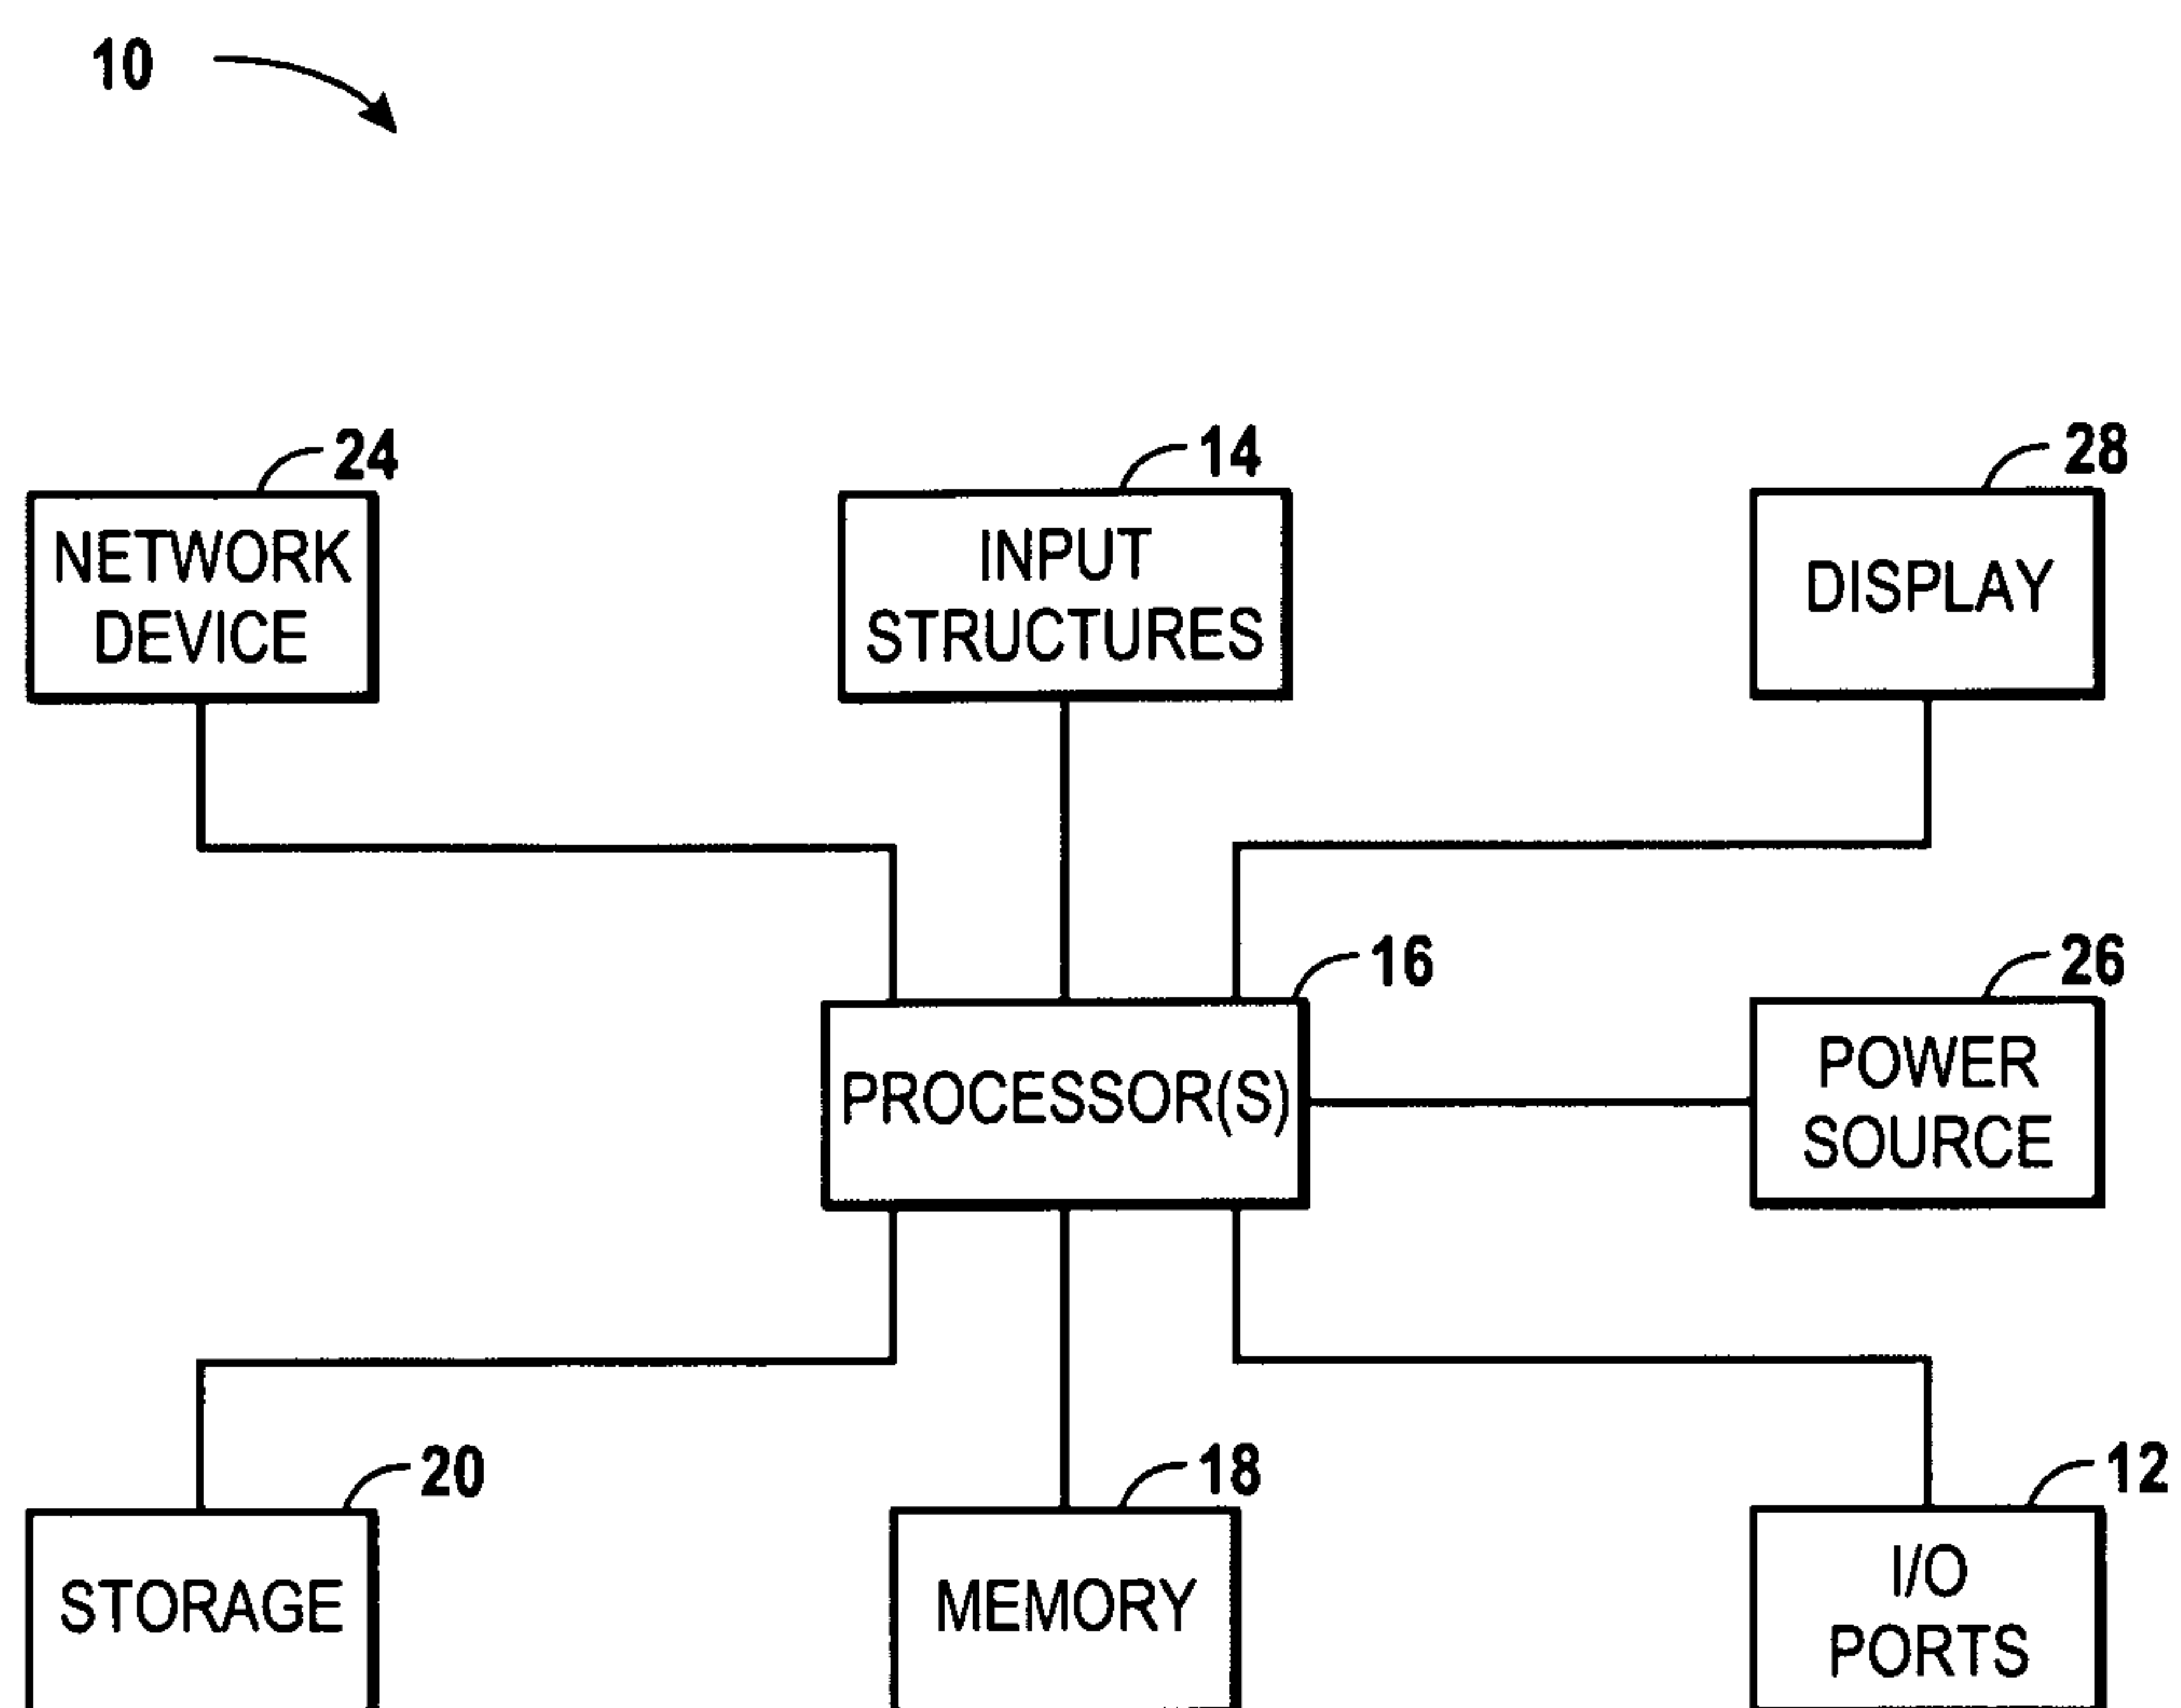 10
24
14
28
NETWORK
DEVICE
INPUT
STRUCTURES
DISPLAY
16
26
PROCESSOR(S)
POWER
SOURCE
20
18
12
STORAGE
MEMORY
I/O
PORTS